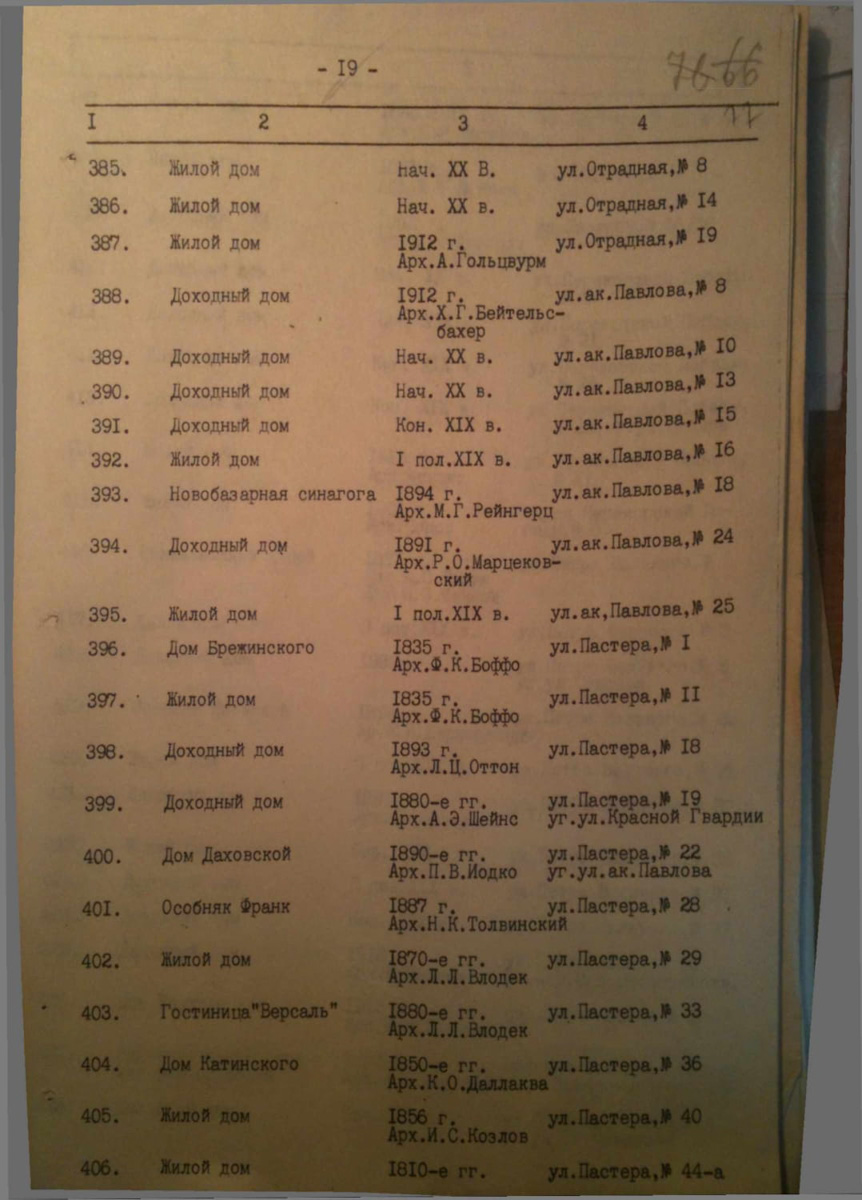 - I9 -
76 66
77
I 2 3 4
385. Жилой дом Нач. XX В. ул.Отрадная,№ 8
386. Жилой дом Нач. XX в. ул.Отрадная,№ I4
387. Жилой дом I9I2 г. ул.Отрадная,№ I9
Арх.А.Гольцвурм
388. Доходный дом I9I2 г. ул.ак.Павлова,№ 8
Арх.Х.Г.Бейтельс-
бахер
389. Доходный дом Нач. XX в. ул.ак.Павлова,№ IO
390. Доходный дом Нач. XX в. ул.ак.Павлова,№ I3
39I. Доходный дом Кон. XIX в. ул.ак.Павлова,№ I5
392. Жилой дом I пол.XIX в. ул.ак.Павлова,№ I6
393. Новобазарная синагога I894 г. ул.ак.Павлова,№ I8
Арх.М.Г.Рейнгерц
394. Доходный дом I89I г. ул.ак.Павлова,№ 24
Арх.Р.О.Марцеков-
ский
395. Жилой дом I пол.XIX в. ул.ак,Павлова,№ 25
396. Дом Брежинского I835 г. ул.Пастера,№ I
Арх.Ф.К.Боффо
397. Жилой дом I835 г. ул.Пастера,№ II
Арх.Ф.К.Боффо
398. Доходный дом I893 г. ул.Пастера,№ I8
Арх.Л.Ц.Оттон
399. Доходный дом I880-е гг. ул.Пастера,№ I9
Арх.А.Э.Шейнс уг.ул.Красной Гвардии
400. Дом Даховской I890-е гг. ул.Пастера,№ 22
Арх.П.В.Иодко уг.ул.ак.Павлова
40I. Особняк Франк I887 г. ул.Пастера,№ 28
Арх.Н.К.Толвинский
402. Жилой дом I870-е гг. ул.Пастера,№ 29
Арх.Л.Л.Влодек
403. Гостиница"Версаль" I880-е гг. ул.Пастера,№ 33
Арх.Л.Л.Влодек
404. Дом Катинского I850-е гг. ул.Пастера,№ 36
Арх.К.О.Даллаква
405. Жилой дом I856 г. ул.Пастера,№ 40
Арх.И.С.Козлов
406. Жилой дом I8IO-е гг. ул.Пастера,№ 44-а